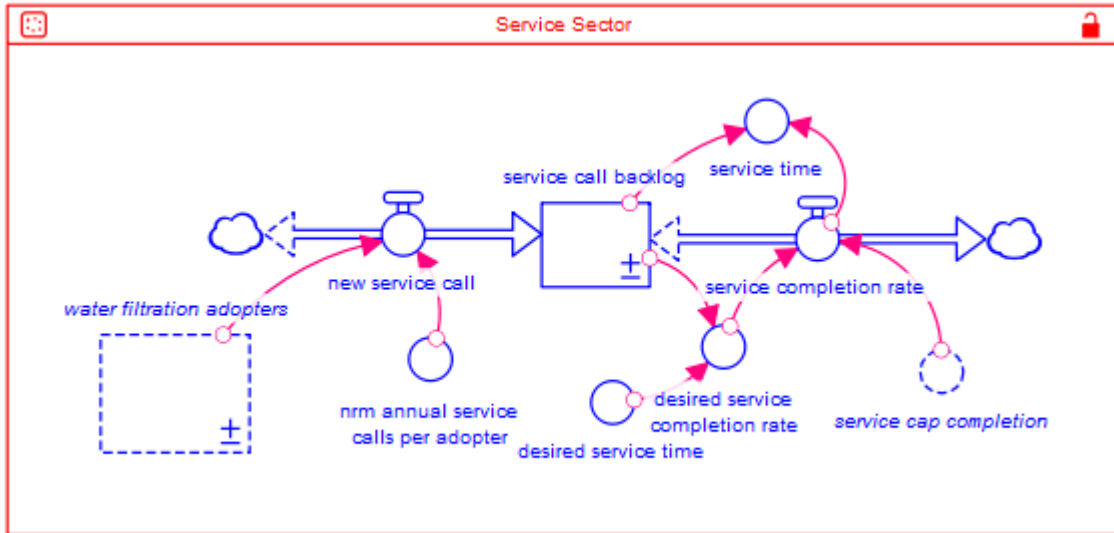 Service Sector
service time
service call backlog
new service call
service completion rate
water filtration adopters
nrm annual service
calls per adopter
desired service
completion rate
desired service time
service cap completion